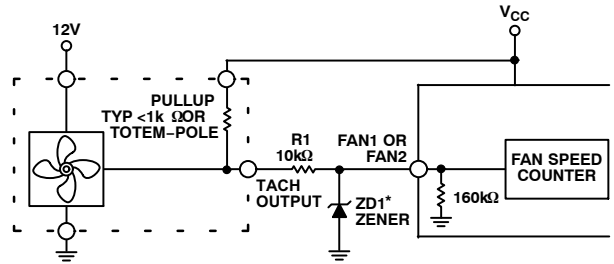 12V
VCC
PULLUP
TYP <1k ΩOR
TOTEM–POLE
R1
10kΩ
FAN1 OR
FAN2
FAN SPEED
COUNTER
TACH
OUTPUT
ZD1*
ZENER
160kΩ